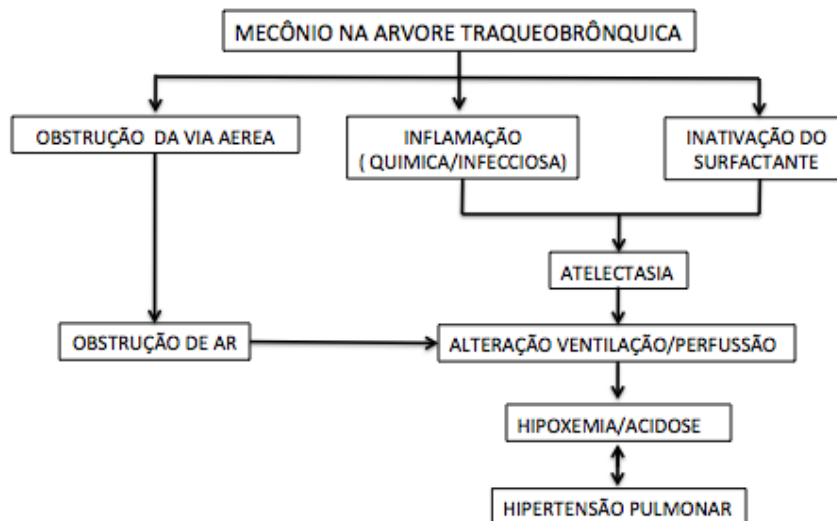 MECÔNIO NA ARVORE TRAQUEOBRÔNQUICA
OBSTRUÇÃO DA VIA AEREA
INFLAMAÇÃO
( QUIMICA/INFECCIOSA)
INATIVAÇÃO DO
SURFACTANTE
ATELECTASIA
OBSTRUÇÃO DE AR
ALTERAÇÃO VENTILAÇÃO/PERFUSSÃO
HIPOXEMIA/ACIDOSE
HIPERTENSÃO PULMONAR